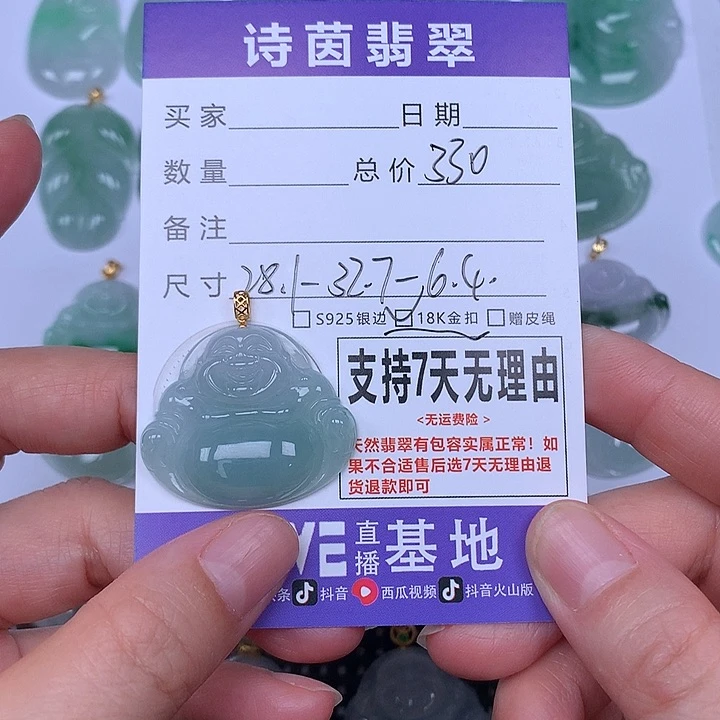 诗茵翡翠
买家 日期
数量 总价 330
备注
尺寸 28.1-32.7-6.4.
S925银边 18K金扣 赠皮绳
支持7天无理由
<无运费险>
天然翡翠有包容实属正常！如
果不合适售后选7天无理由退
货退款即可
VE 直播 基地
条 抖音 西瓜视频 抖音火山版